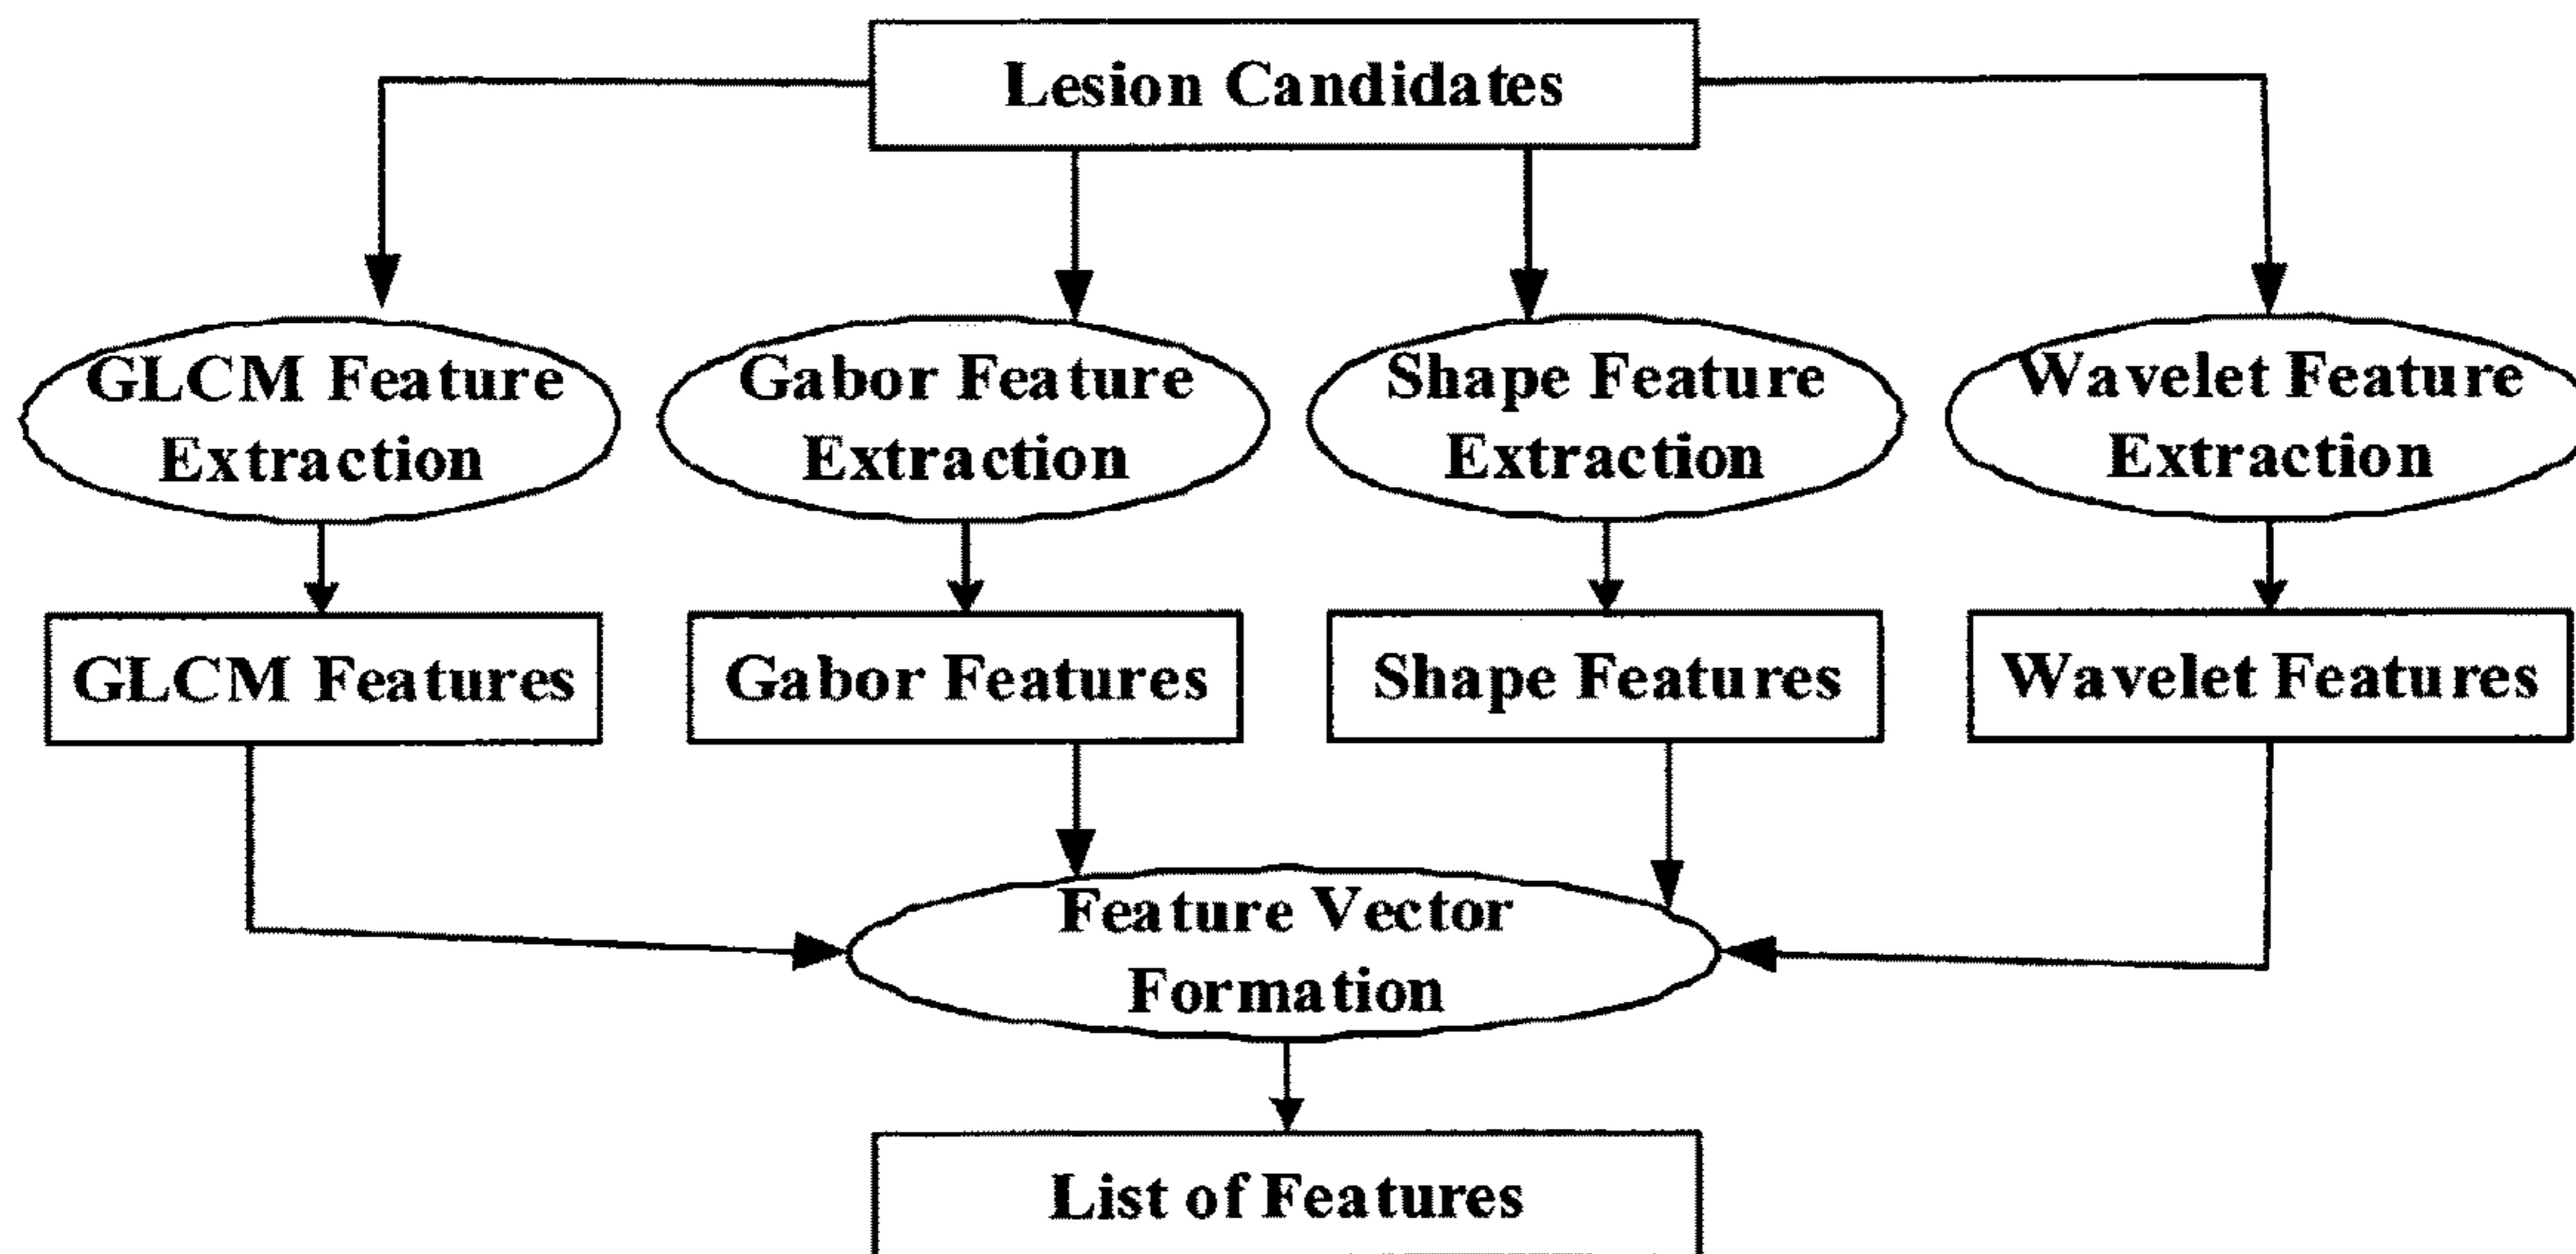 Lesion Candidates
GLCM Feature
Extraction
Gabor Feature
Extraction
Shape Feature
Extraction
Wavelet Feature
Extraction
GLCM Features
Gabor Features
Shape Features
Wavelet Features
Feature Vector
Formation
List of Features